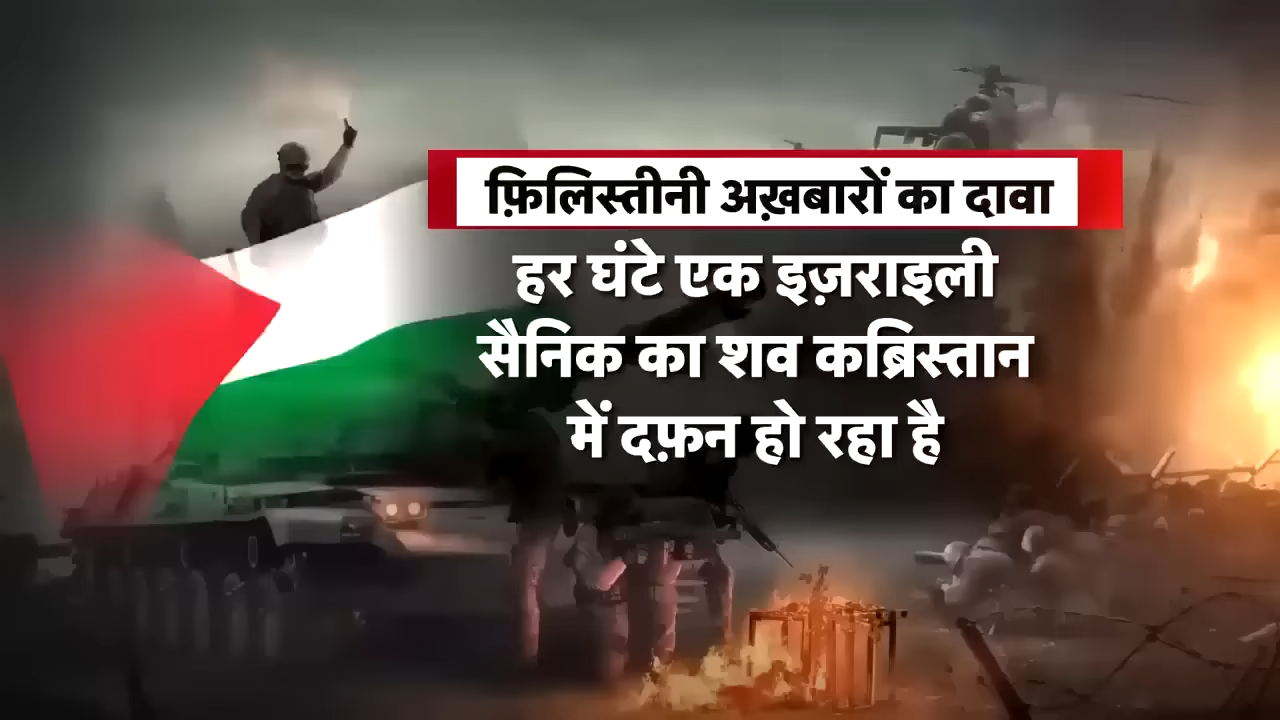 फ़िलिस्तीनी अख़बारों का दावा
हर घंटे एक इज़राइली
सैनिक का शव कब्रिस्तान
में दफ़न हो रहा है